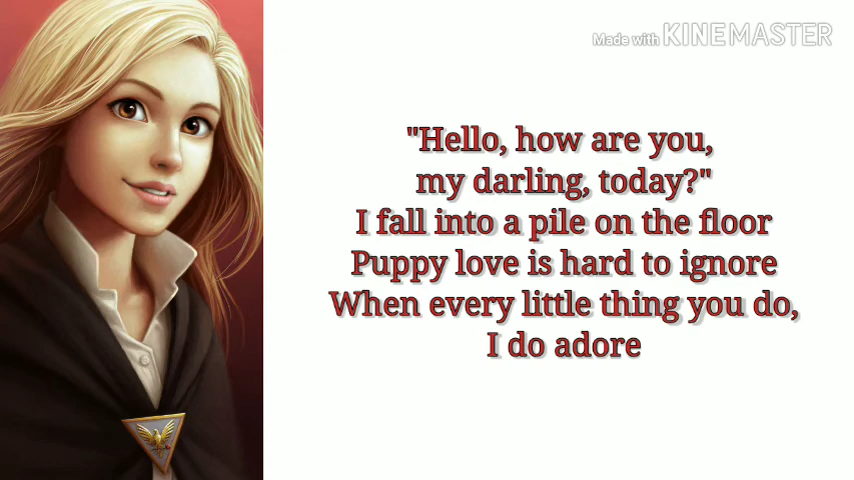 Made with KINEMASTER
"Hello, how are you,
my darling, today?"
I fall into a pile on the floor
Puppy love is hard to ignore
When every little thing you do,
I do adore